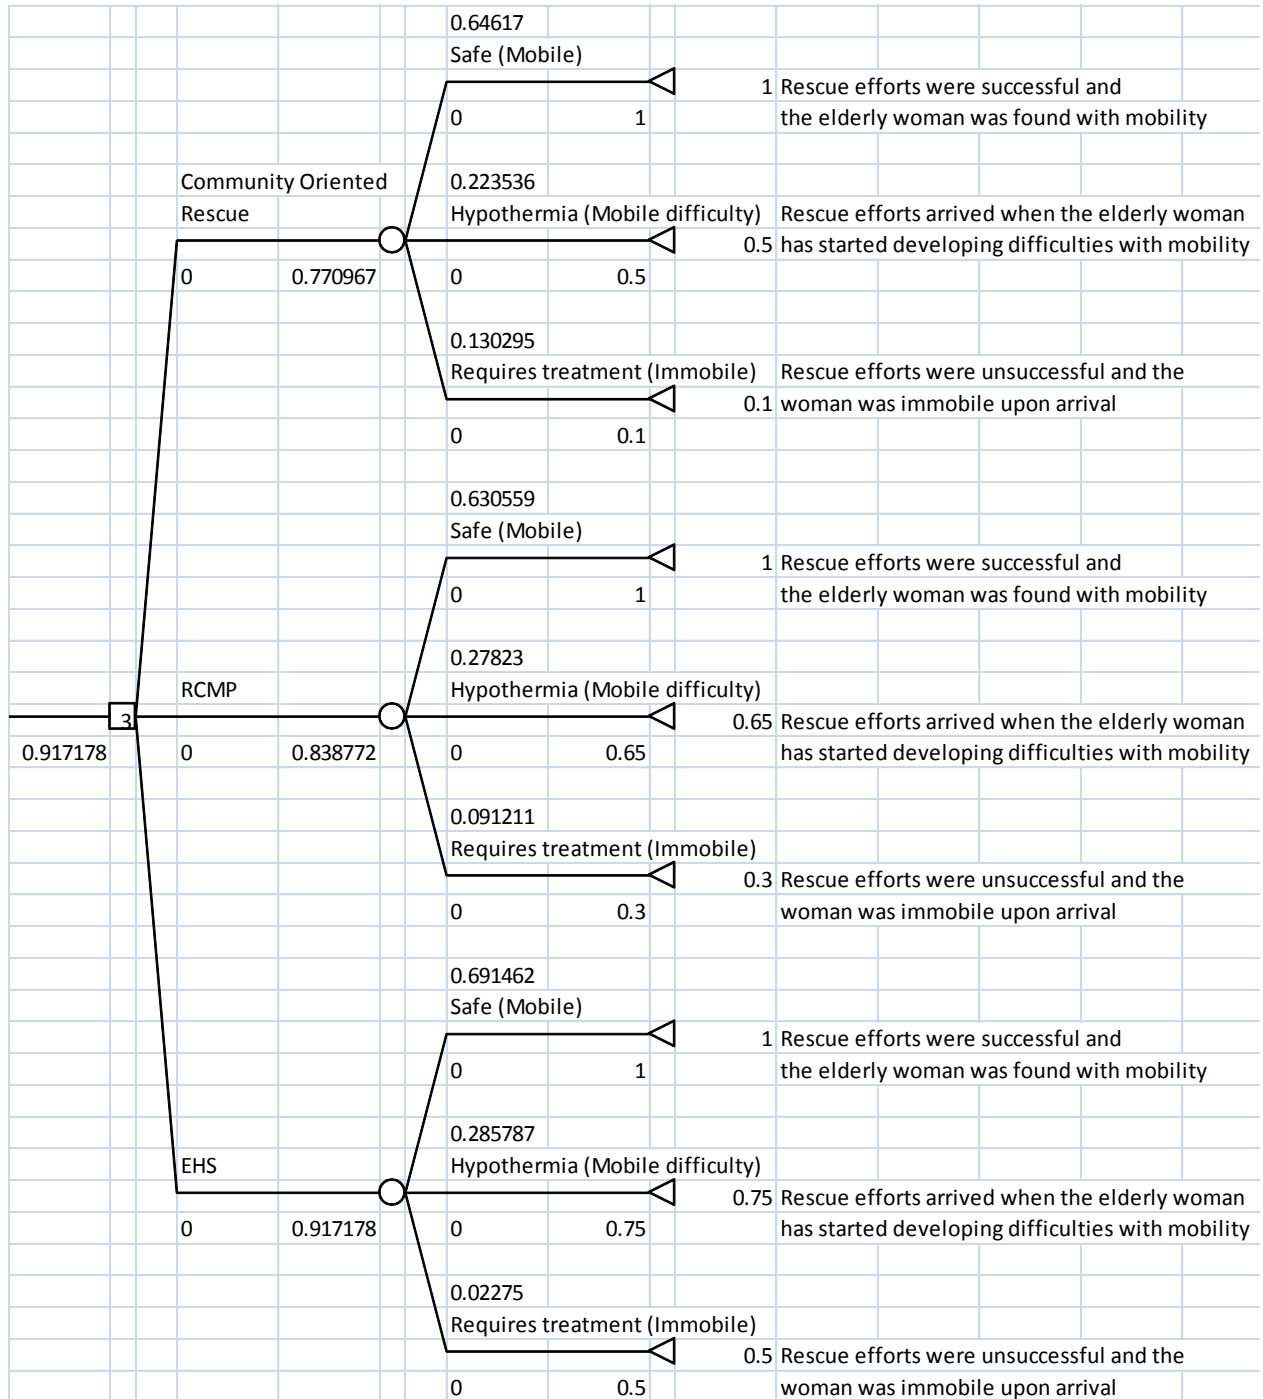 0.64617
Safe (Mobile)
1 Rescue efforts were successful and
0 1 the elderly woman was found with mobility
Community Oriented 0.223536
Rescue Hypothermia (Mobile difficulty) Rescue efforts arrived when the elderly woman
0.5 has started developing difficulties with mobility
0 0.770967 0 0.5
0.130295
Requires treatment (Immobile) Rescue efforts were unsuccessful and the
0.1 woman was immobile upon arrival
0 0.1
0.630559
Safe (Mobile)
1 Rescue efforts were successful and
0 1 the elderly woman was found with mobility
0.27823
RCMP Hypothermia (Mobile difficulty)
3 0.65 Rescue efforts arrived when the elderly woman
0.917178 0 0.838772 0 0.65 has started developing difficulties with mobility
0.091211
Requires treatment (Immobile)
0.3 Rescue efforts were unsuccessful and the
0 0.3 woman was immobile upon arrival
0.691462
Safe (Mobile)
1 Rescue efforts were successful and
0 1 the elderly woman was found with mobility
0.285787
EHS Hypothermia (Mobile difficulty)
0.75 Rescue efforts arrived when the elderly woman
0 0.917178 0 0.75 has started developing difficulties with mobility
0.02275
Requires treatment (Immobile)
0.5 Rescue efforts were unsuccessful and the
0 0.5 woman was immobile upon arrival